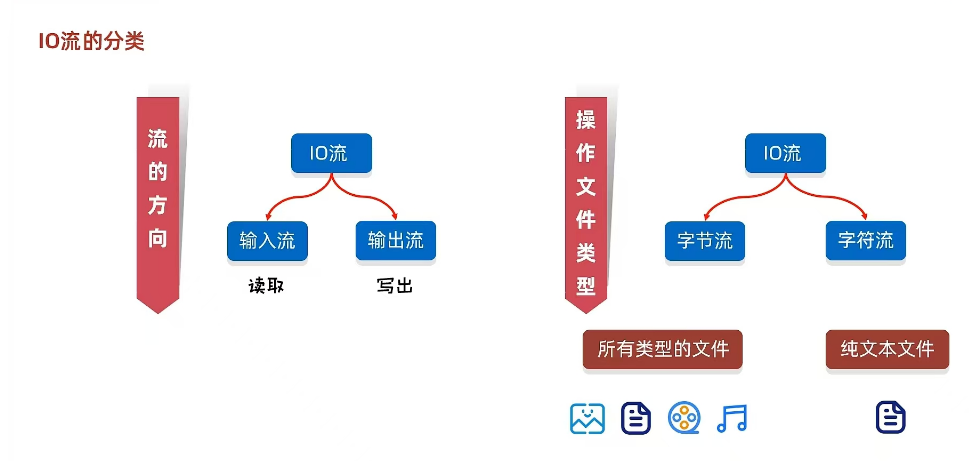 IO流的分类
流的方向
IO流
输入流
输出流
读取
写出
操作文件类型
IO流
字节流
字符流
所有类型的文件
纯文本文件